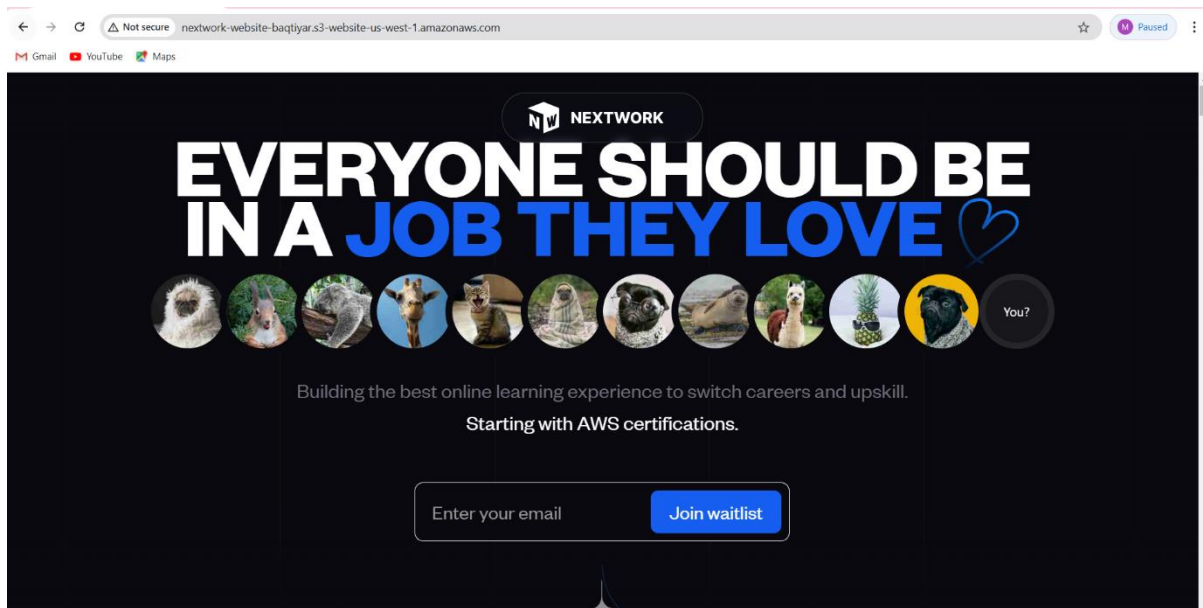 Not secure nextwork-website-baqtiyar.s3-website-us-west-1.amazonaws.com
M Paused
Gmail YouTube Maps
NW NEXTWORK
EVERYONE SHOULD BE
IN A JOB THEY LOVE
You?
Building the best online learning experience to switch careers and upskill.
Starting with AWS certifications.
Enter your email Join waitlist